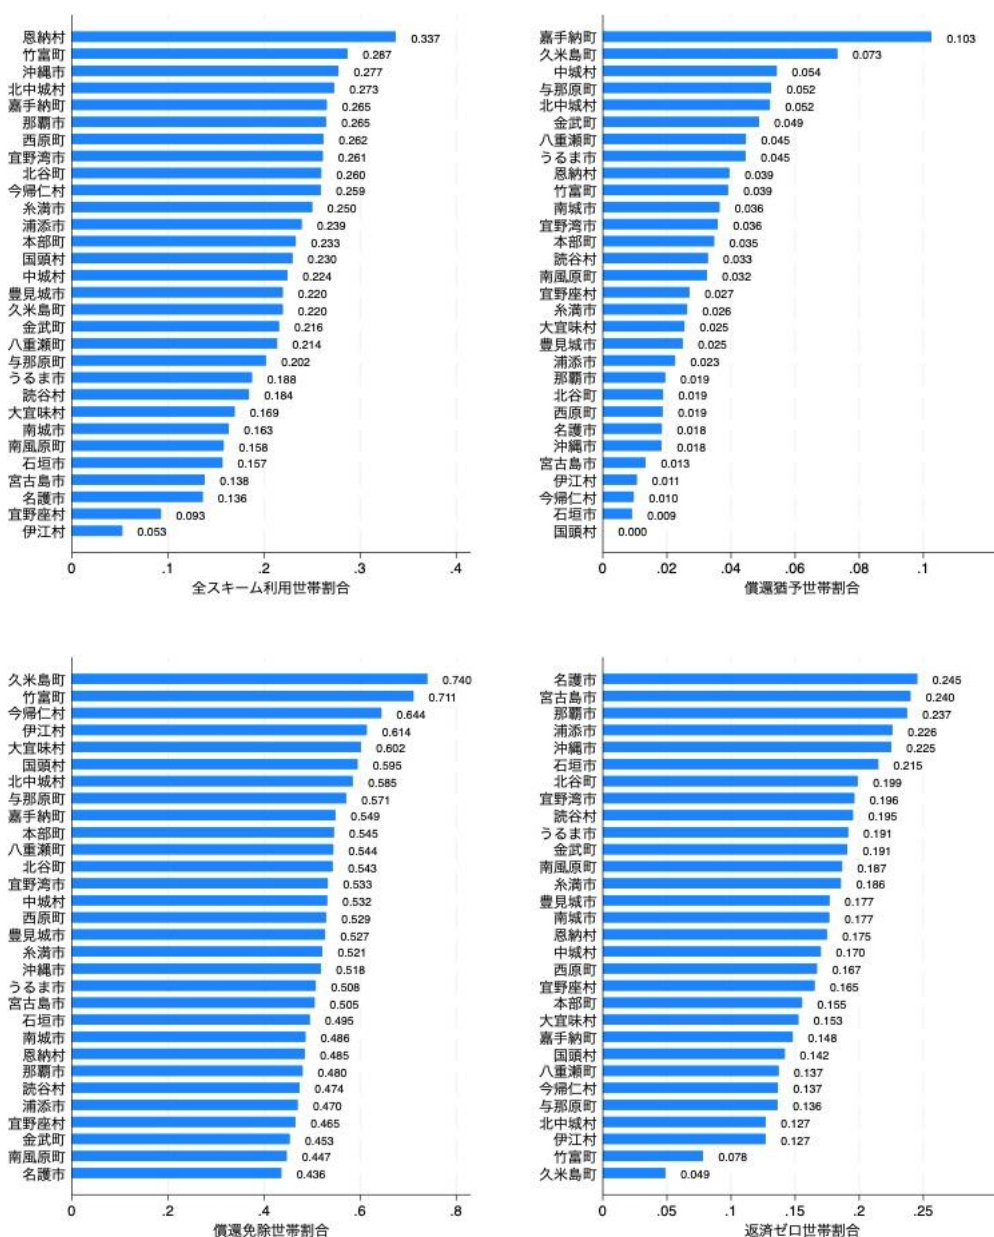 恩納村 0.337
竹富町 0.287
沖縄市 0.277
北中城村 0.273
嘉手納町 0.265
那覇市 0.265
西原町 0.262
宜野湾市 0.261
北谷町 0.260
今帰仁村 0.259
糸満市 0.250
浦添市 0.239
本部町 0.233
国頭村 0.230
中城村 0.224
豊見城市 0.220
久米島町 0.220
金武町 0.216
八重瀬町 0.214
与那原町 0.202
うるま市 0.188
読谷村 0.184
大宜味村 0.169
南城市 0.163
南風原町 0.158
石垣市 0.157
宮古島市 0.138
名護市 0.136
宜野座村 0.093
伊江村 0.053
0 .1 .2 .3 .4
全スキーム利用世帯割合
嘉手納町 0.103
久米島町 0.073
中城村 0.054
与那原町 0.052
北中城村 0.052
金武町 0.049
八重瀬町 0.045
うるま市 0.045
恩納村 0.039
竹富町 0.039
南城市 0.036
宜野湾市 0.036
本部町 0.035
読谷村 0.033
南風原町 0.032
宜野座村 0.027
糸満市 0.026
大宜味村 0.025
豊見城市 0.025
浦添市 0.023
那覇市 0.019
北谷町 0.019
西原町 0.019
名護市 0.018
沖縄市 0.018
宮古島市 0.013
伊江村 0.011
今帰仁村 0.010
石垣市 0.009
国頭村 0.000
0 .02 .04 .06 .08 .1
償還猶予世帯割合
久米島町 0.740
竹富町 0.711
今帰仁村 0.644
伊江村 0.614
大宜味村 0.602
国頭村 0.595
北中城村 0.585
与那原町 0.571
嘉手納町 0.549
本部町 0.545
八重瀬町 0.544
北谷町 0.543
宜野湾市 0.533
中城村 0.532
西原町 0.529
豊見城市 0.527
糸満市 0.521
沖縄市 0.518
うるま市 0.508
宮古島市 0.505
石垣市 0.495
南城市 0.486
恩納村 0.485
那覇市 0.480
読谷村 0.474
浦添市 0.470
宜野座村 0.465
金武町 0.453
南風原町 0.447
名護市 0.436
0 .2 .4 .6 .8
償還免除世帯割合
名護市 0.245
宮古島市 0.240
那覇市 0.237
浦添市 0.226
沖縄市 0.225
石垣市 0.215
北谷町 0.199
宜野湾市 0.196
読谷村 0.195
うるま市 0.191
金武町 0.191
南風原町 0.187
糸満市 0.186
豊見城市 0.177
南城市 0.177
恩納村 0.175
中城村 0.170
西原町 0.167
宜野座村 0.165
本部町 0.155
大宜味村 0.153
嘉手納町 0.148
国頭村 0.142
八重瀬町 0.137
今帰仁村 0.137
与那原町 0.136
北中城村 0.127
伊江村 0.127
竹富町 0.078
久米島町 0.049
0 .05 .1 .15 .2 .25
返済ゼロ世帯割合